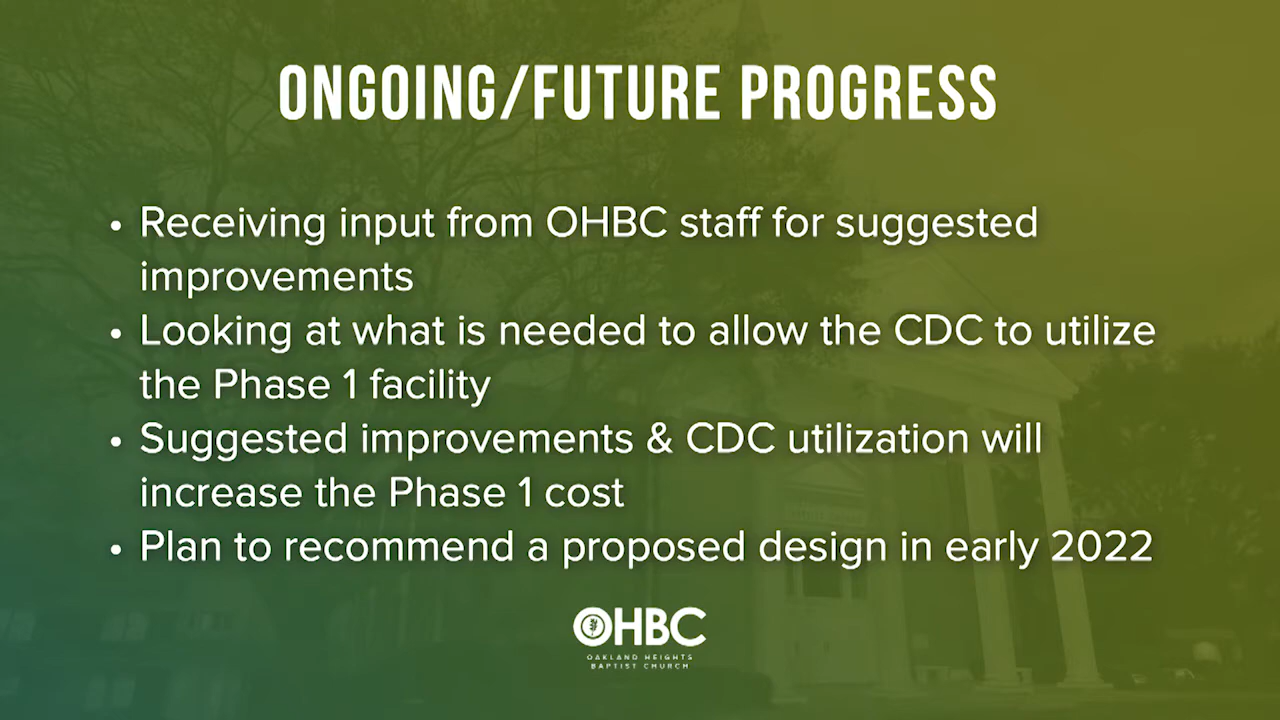 ONGOING/FUTURE PROGRESS
• Receiving input from OHBC staff for suggested
improvements
• Looking at what is needed to allow the CDC to utilize
the Phase 1 facility
• Suggested improvements & CDC utilization will
increase the Phase 1 cost
• Plan to recommend a proposed design in early 2022
OHBC
OAKLAND HEIGHTS
BAPTIST CHURCH